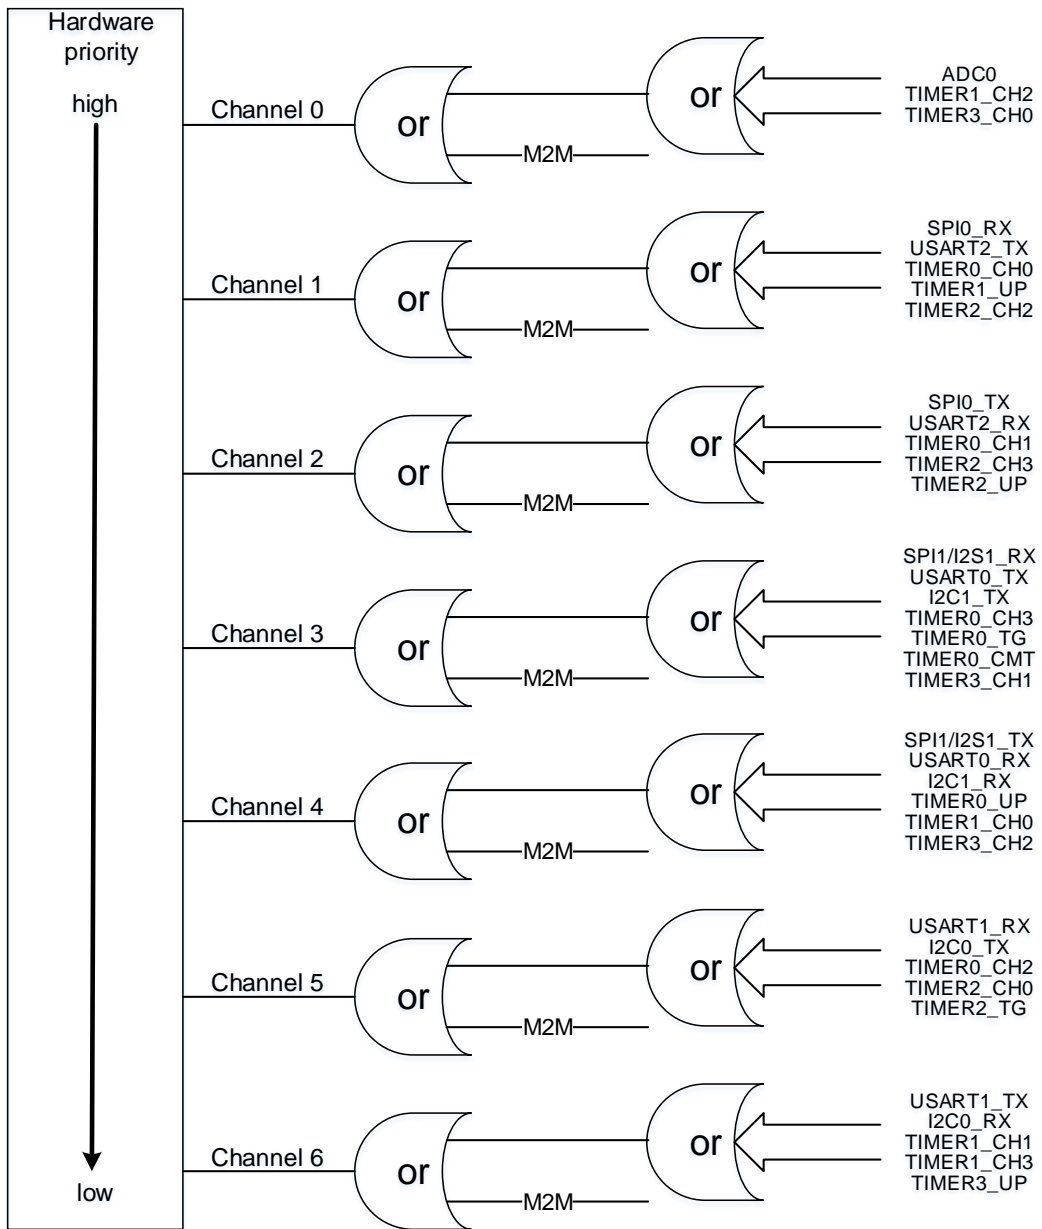 Hardware
priority
high
low
Channel 0
or
M2M
or
ADC0
TIMER1_CH2
TIMER3_CH0
Channel 1
or
M2M
or
SPI0_RX
USART2_TX
TIMER0_CH0
TIMER1_UP
TIMER2_CH2
Channel 2
or
M2M
or
SPI0_TX
USART2_RX
TIMER0_CH1
TIMER2_CH3
TIMER2_UP
Channel 3
or
M2M
or
SPI1/I2S1_RX
USART0_TX
I2C1_TX
TIMER0_CH3
TIMER0_TG
TIMER0_CMT
TIMER3_CH1
Channel 4
or
M2M
or
SPI1/I2S1_TX
USART0_RX
I2C1_RX
TIMER0_UP
TIMER1_CH0
TIMER3_CH2
Channel 5
or
M2M
or
USART1_RX
I2C0_TX
TIMER0_CH2
TIMER2_CH0
TIMER2_TG
Channel 6
or
M2M
or
USART1_TX
I2C0_RX
TIMER1_CH1
TIMER1_CH3
TIMER3_UP